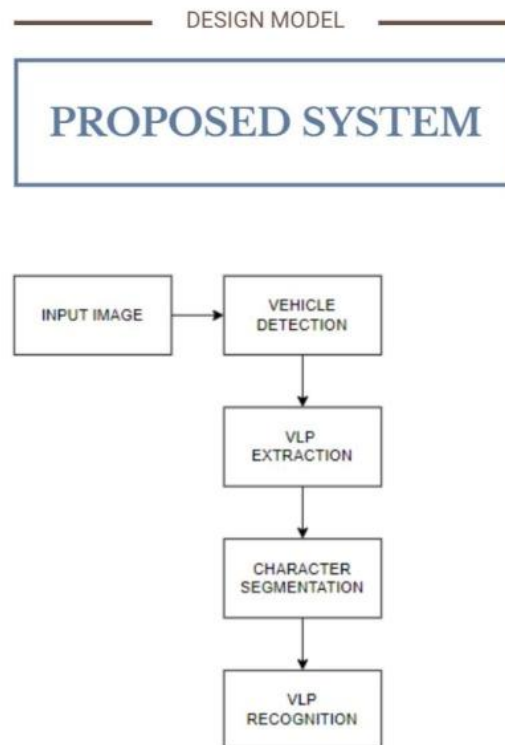 DESIGN MODEL
PROPOSED SYSTEM
INPUT IMAGE
VEHICLE
DETECTION
VLP
EXTRACTION
CHARACTER
SEGMENTATION
VLP
RECOGNITION